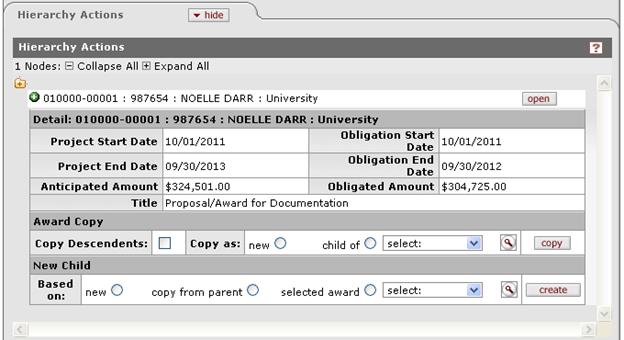 Hierarchy Actions
hide
Hierarchy Actions
?
1 Nodes: Collapse All Expand All
010000-00001 : 987654 : NOELLE DARR : University open
Detail: 010000-00001 : 987654 : NOELLE DARR : University
Project Start Date 10/01/2011 Obligation Start Date 10/01/2011
Project End Date 09/30/2013 Obligation End Date 09/30/2012
Anticipated Amount $324,501.00 Obligated Amount $304,725.00
Title Proposal/Award for Documentation
Award Copy
Copy Descendents: Copy as: new child of select: copy
New Child
Based on: new copy from parent selected award select: create